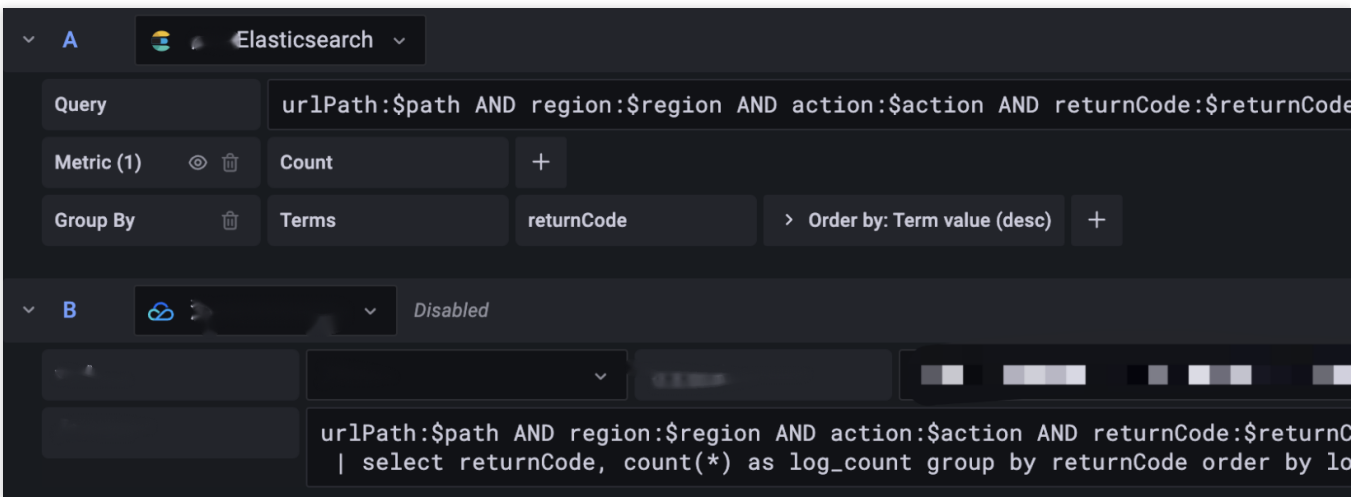 A Elasticsearch
Query urlPath:$path AND region:$region AND action:$action AND returnCode:$returnCode
Metric (1) Count +
Group By Terms returnCode > Order by: Term value (desc) +
B Disabled
urlPath:$path AND region:$region AND action:$action AND returnCode:$returnC
| select returnCode, count(*) as log_count group by returnCode order by lo